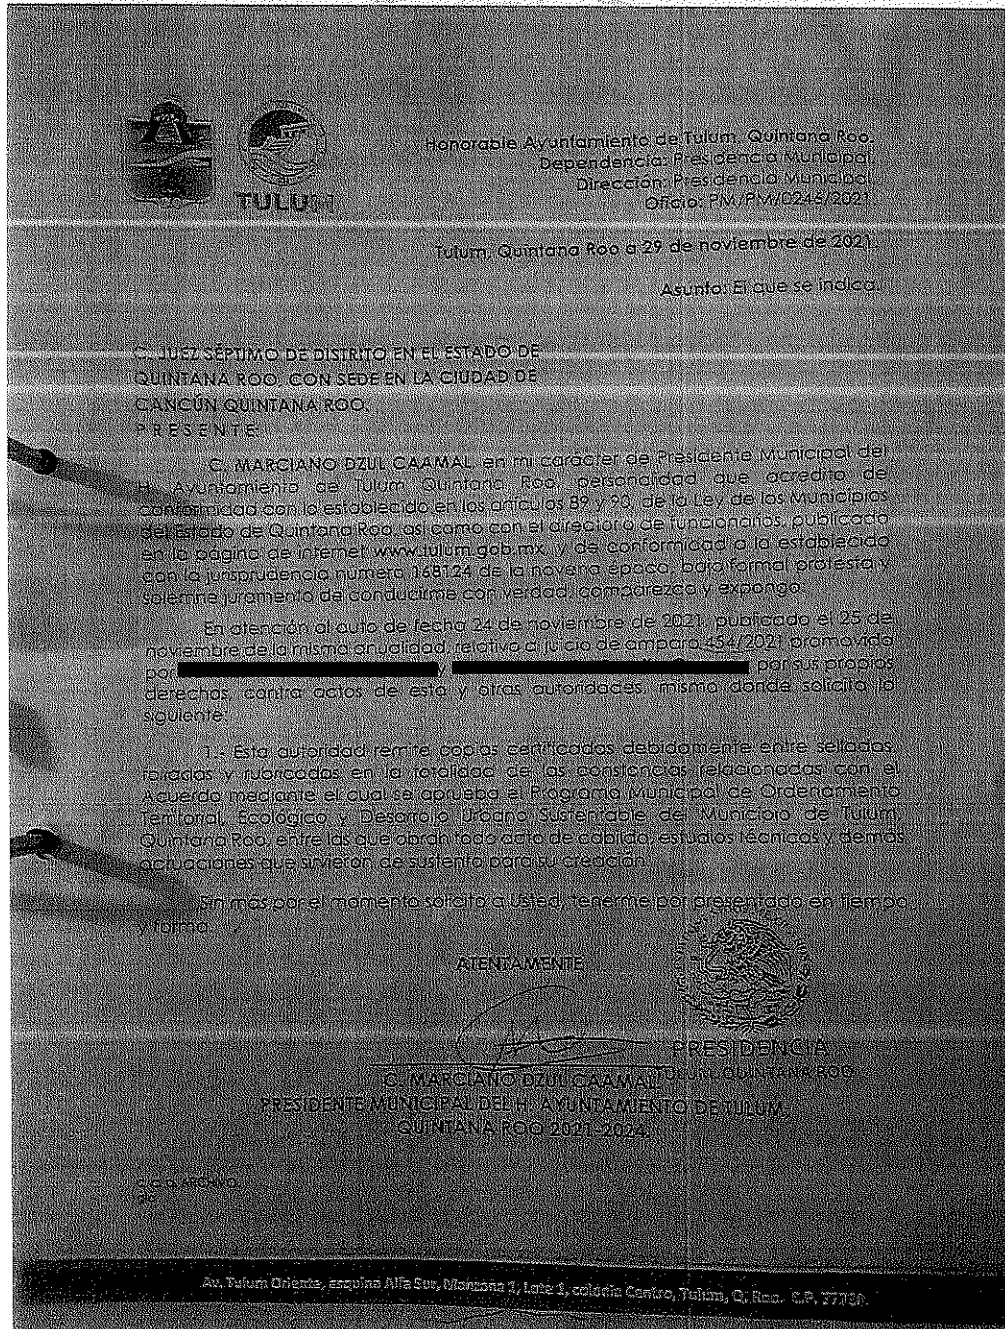 TULUM
Honorable Ayuntamiento de Tulum, Quintana Roo.
Dependencia: Presidencia Municipal.
Dirección: Presidencia Municipal.
Oficio: PM/PM/0246/2021
Tulum, Quintana Roo a 29 de noviembre de 2021.
Asunto: El que se indica.
C. JUEZ SÉPTIMO DE DISTRITO EN EL ESTADO DE
QUINTANA ROO, CON SEDE EN LA CIUDAD DE
CANCÚN QUINTANA ROO.
P R E S E N T E
C. MARCIANO DZUL CAAMAL, en mi carácter de Presidente Municipal del
H. Ayuntamiento de Tulum Quintana Roo, personalidad que acredito de
conformidad con lo establecido en los artículos 89 y 90, de la Ley de los Municipios
del Estado de Quintana Roo, así como con el directorio de funcionarios, publicado
en la página de internet www.tulum.gob.mx, y de conformidad a lo establecido
con la jurisprudencia numero 168124 de la novena época, bajo formal protesta y
solemne juramento de conducirme con verdad, comparezco y expongo:
En atención al auto de fecha 24 de noviembre de 2021, publicado el 25 de
noviembre de la misma anualidad, relativo al juicio de amparo 454/2021 promovida
por y por sus propios
derechos, contra actos de esta y otras autoridades, misma donde solicita lo
siguiente:
1.- Esta autoridad remite copias certificadas debidamente entre selladas,
foliadas y rubricadas en la totalidad de las constancias relacionadas con el
Acuerdo mediante el cual se aprueba el Programa Municipal de Ordenamiento
Territorial, Ecológico y Desarrollo Urbano Sustentable del Municipio de Tulum
Quintana Roo, entre las que obran todo acto de cabildo, estudios técnicos y demás
actuaciones que sirvieron de sustento para su creación.
Sin más por el momento solicito a Usted, tenerme por presentado en tiempo
y forma.
ATENTAMENTE
PRESIDENCIA
TULUM, QUINTANA ROO
C. MARCIANO DZUL CAAMAL
PRESIDENTE MUNICIPAL DEL H. AYUNTAMIENTO DE TULUM,
QUINTANA ROO 2021-2024.
C.C.P. ARCHIVO
Av. Tulum Oriente, esquina Alfa Sur, Manzana 1, Lote 1, colonia Centro, Tulum, Q. Roo. C.P. 77760.